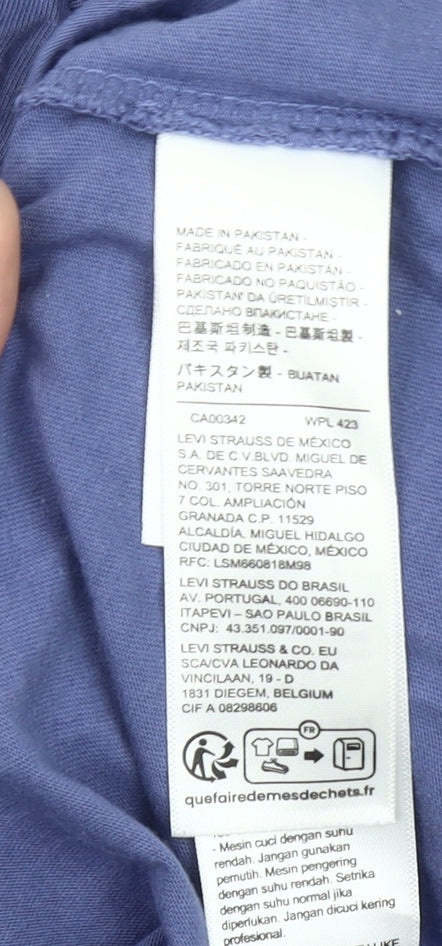 MADE IN PAKISTAN -
FABRIQUÉ AU PAKISTAN -
FABRICADO EN PAKISTÁN -
FABRICADO NO PAQUISTÃO -
PAKISTAN' DA ÜRETİLMİŞTİR -
СДЕЛАНО ВПАКИСТАНЕ -
巴基斯坦制造 - 巴基斯坦製 -
제조국 파키스탄 -
パキスタン製 - BUATAN
PAKISTAN
CA00342 WPL 423
LEVI STRAUSS DE MÉXICO
S.A. DE C.V.BLVD. MIGUEL DE
CERVANTES SAAVEDRA
NO. 301, TORRE NORTE PISO
7 COL. AMPLIACIÓN
GRANADA C.P. 11529
ALCALDÍA. MIGUEL HIDALGO
CIUDAD DE MÉXICO, MÉXICO
RFC: LSM660818M98
LEVI STRAUSS DO BRASIL
AV. PORTUGAL, 400 06690-110
ITAPEVI – SAO PAULO BRASIL
CNPJ: 43.351.097/0001-90
LEVI STRAUSS & CO. EU
SCA/CVA LEONARDO DA
VINCILAAN, 19 - D
1831 DIEGEM, BELGIUM
CIF A 08298606
FR
quefairedemesdechets.fr
- Mesin cuci dengan suhu
rendah. Jangan gunakan
pemutih. Mesin pengering
dengan suhu rendah. Setrika
dengan suhu normal jika
diperlukan. Jangan dicuci kering
profesional.